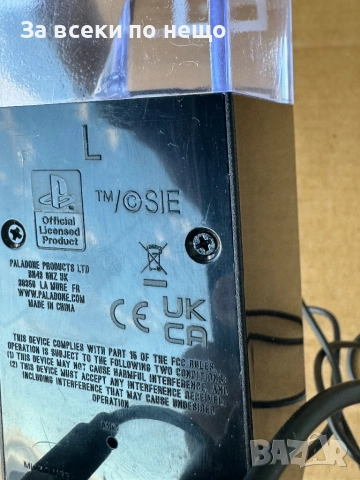 За всеки по нещо
L
Official
Licensed
Product
™/©SIE
PALADONE PRODUCTS LTD
BN43 6NZ UK
38350 LA MURE FR
WWW.PALADONE.COM
MADE IN CHINA
CE
UK
CA
THIS DEVICE COMPLIES WITH PART 15 OF THE FCC RULES.
OPERATION IS SUBJECT TO THE FOLLOWING TWO CONDITIONS:
(1) THIS DEVICE MAY NOT CAUSE HARMFUL INTERFERENCE, AND
(2) THIS DEVICE MUST ACCEPT ANY INTERFERENCE RECEIVED,
INCLUDING INTERFERENCE THAT MAY CAUSE UNDESIRED
OPERATION.
BAZAR